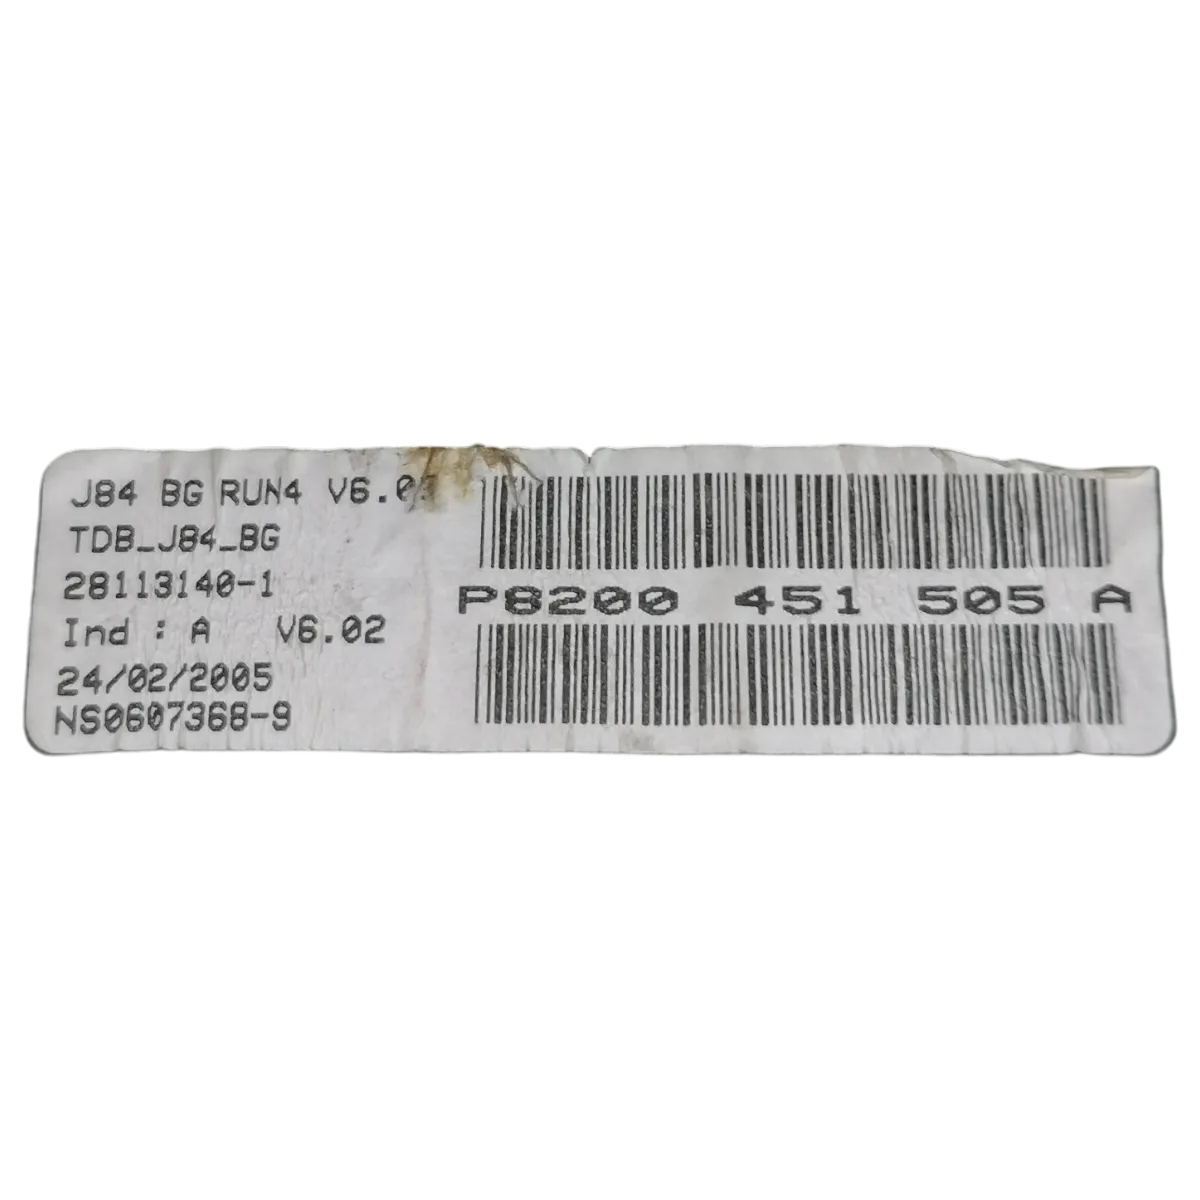 J84 BG RUN4
TDB_J84_BG
28113140-1
Ind : A V6.02
24/02/2005
NS0607368-9
P8200 451 505 A